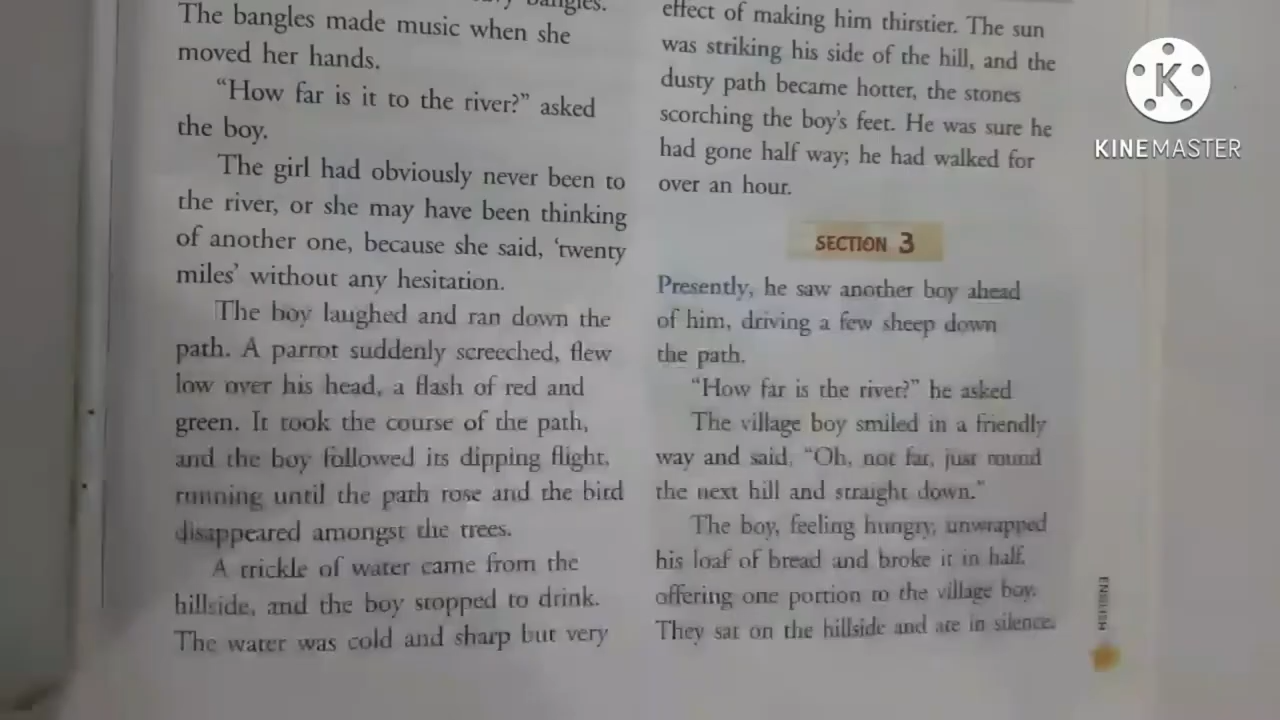 bangles.
The bangles made music when she
moved her hands.
“How far is it to the river?” asked
the boy.
The girl had obviously never been to
the river, or she may have been thinking
of another one, because she said, ‘twenty
miles’ without any hesitation.
The boy laughed and ran down the
path. A parrot suddenly screeched, flew
low over his head, a flash of red and
green. It took the course of the path,
and the boy followed its dipping flight,
running until the path rose and the bird
disappeared amongst the trees.
A trickle of water came from the
hillside, and the boy stopped to drink.
The water was cold and sharp but very
effect of making him thirstier. The sun
was striking his side of the hill, and the
dusty path became hotter, the stones
scorching the boy’s feet. He was sure he
had gone half way; he had walked for
over an hour.
SECTION 3
Presently, he saw another boy ahead
of him, driving a few sheep down
the path.
“How far is the river?” he asked
The village boy smiled in a friendly
way and said, “Oh, not far, just round
the next hill and straight down.”
The boy, feeling hungry, unwrapped
his loaf of bread and broke it in half,
offering one portion to the village boy.
They sat on the hillside and ate in silence.
ENGLISH
K
KINEMASTER